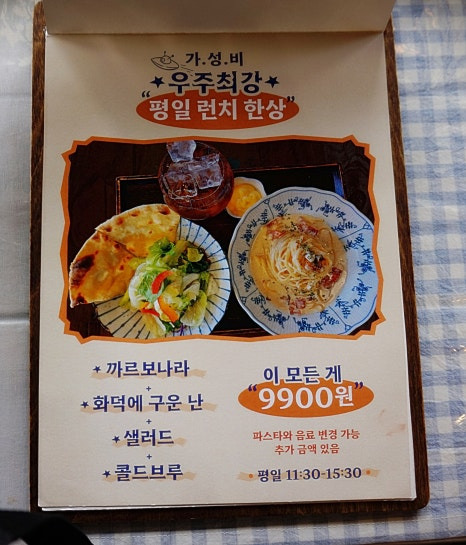 가.성.비
★우주최강★
"평일 런치 한상"
★ 까르보나라
+
★ 화덕에 구운 난
+
★ 샐러드
+
★ 콜드브루
이 모든 게
"9900원"
파스타와 음료 변경 가능
추가 금액 있음
• 평일 11:30-15:30 •